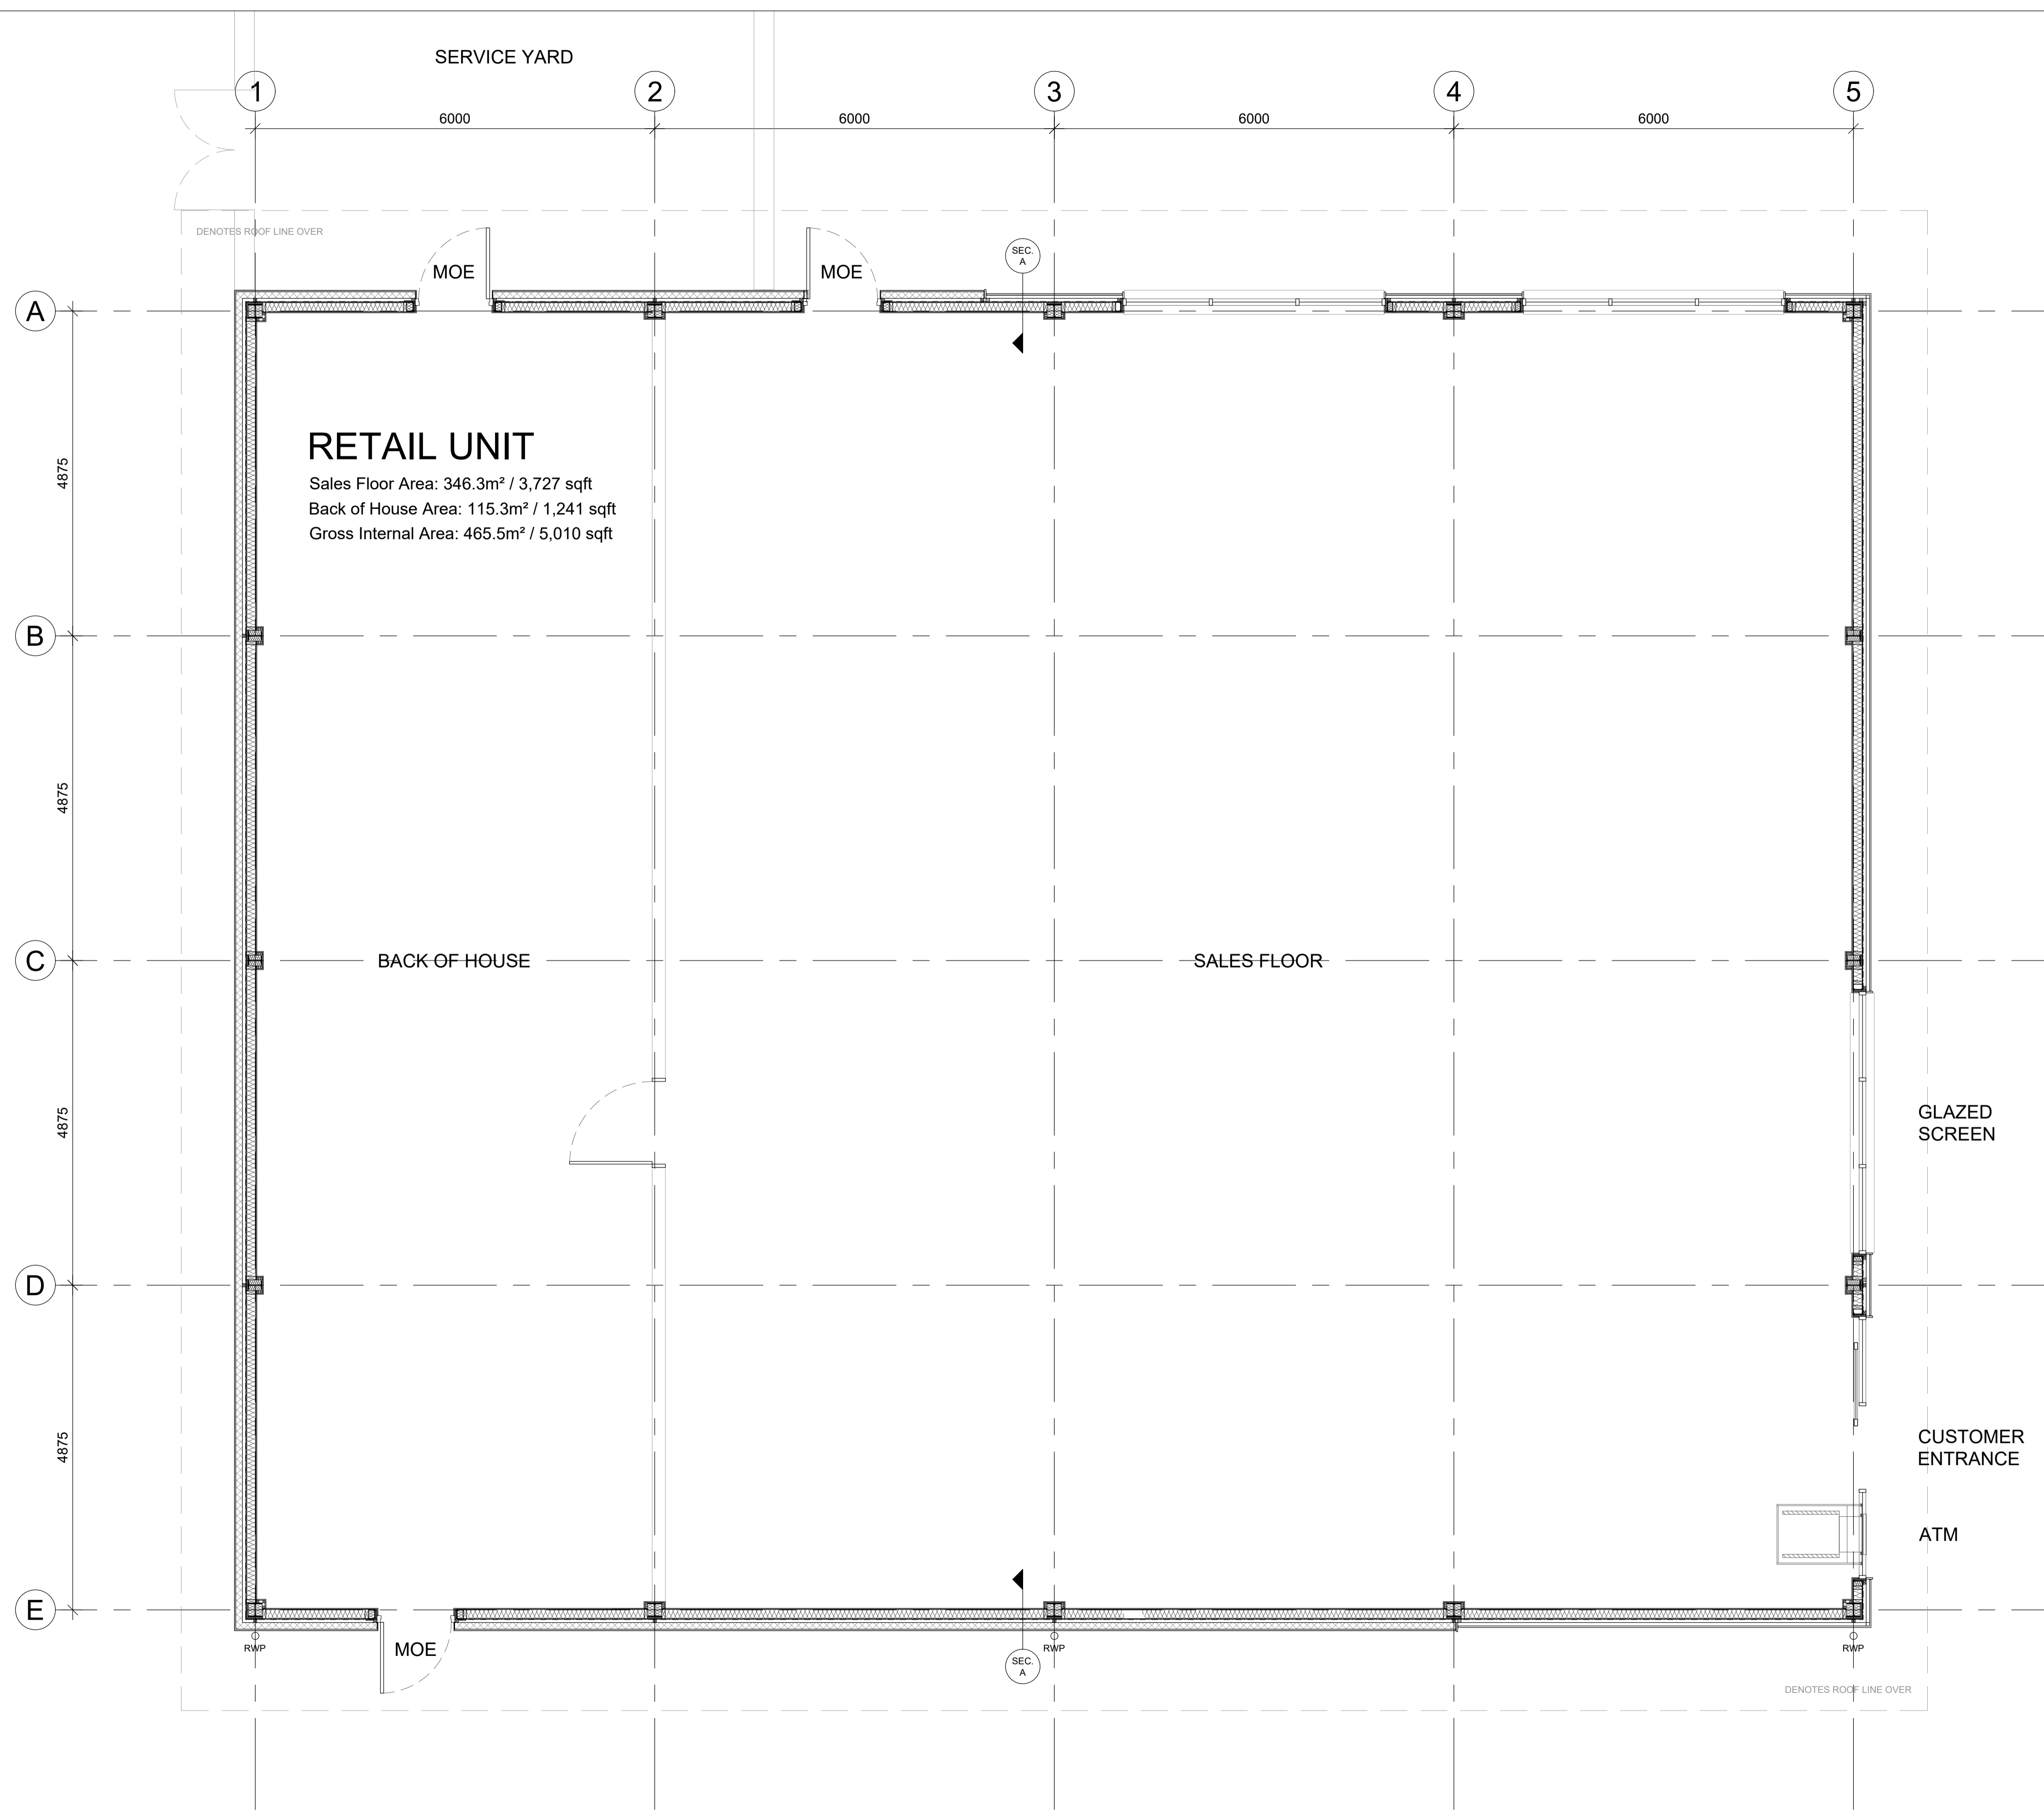 SERVICE YARD
1
2
3
4
5
6000
6000
6000
6000
DENOTES ROOF LINE OVER
MOE
MOE
SEC.
A
A
RETAIL UNIT
Sales Floor Area: 346.3m² / 3,727 sqft
Back of House Area: 115.3m² / 1,241 sqft
Gross Internal Area: 465.5m² / 5,010 sqft
4875
B
4875
C
BACK OF HOUSE
SALES FLOOR
GLAZED
SCREEN
4875
D
CUSTOMER
ENTRANCE
4875
ATM
E
RWP
MOE
RWP
RWP
SEC.
A
DENOTES ROOF LINE OVER